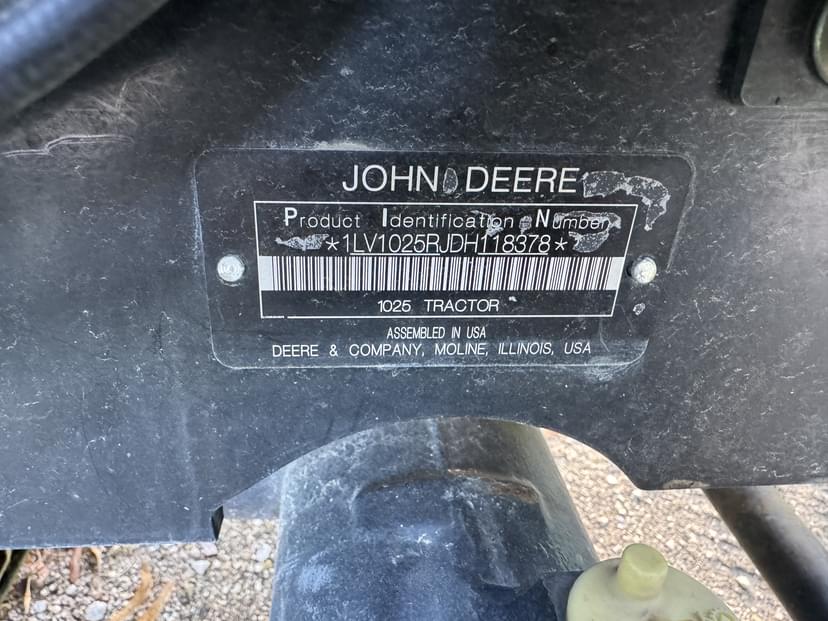 JOHN DEERE
Product Identification Number
*1LV1025RJDH118378*
1025 TRACTOR
ASSEMBLED IN USA
DEERE & COMPANY, MOLINE, ILLINOIS, USA